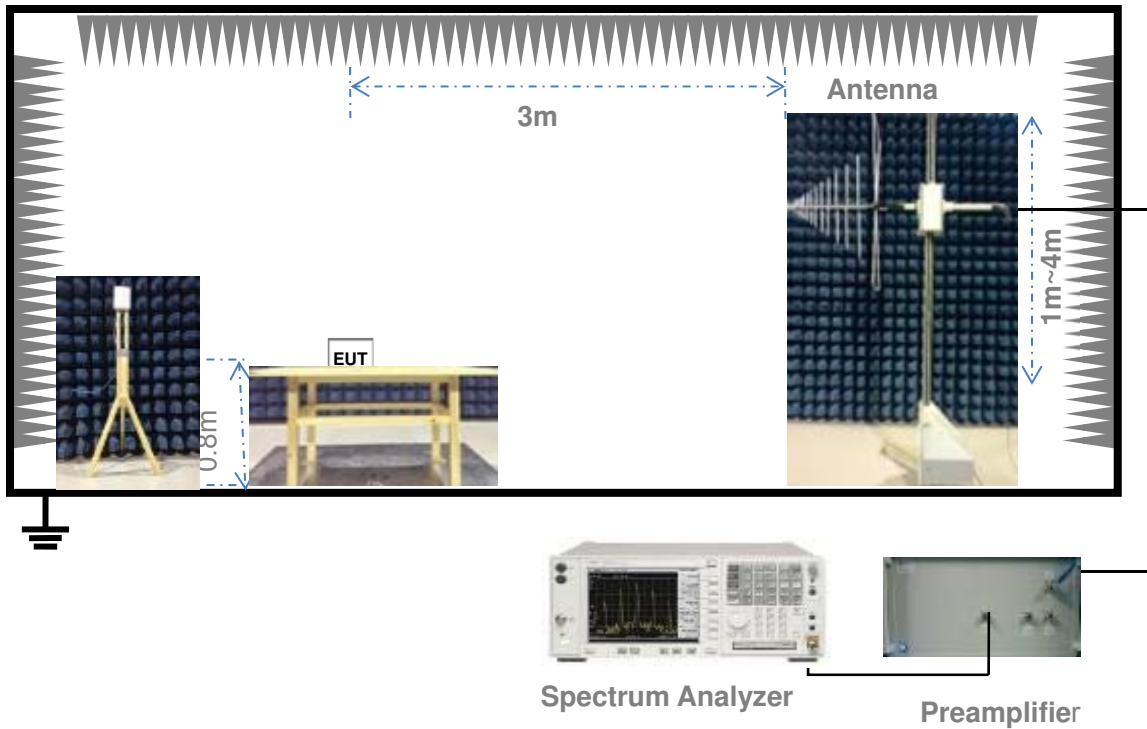 Antenna
3m
1m~4m
EUT
0.8m
Spectrum Analyzer
Preamplifier